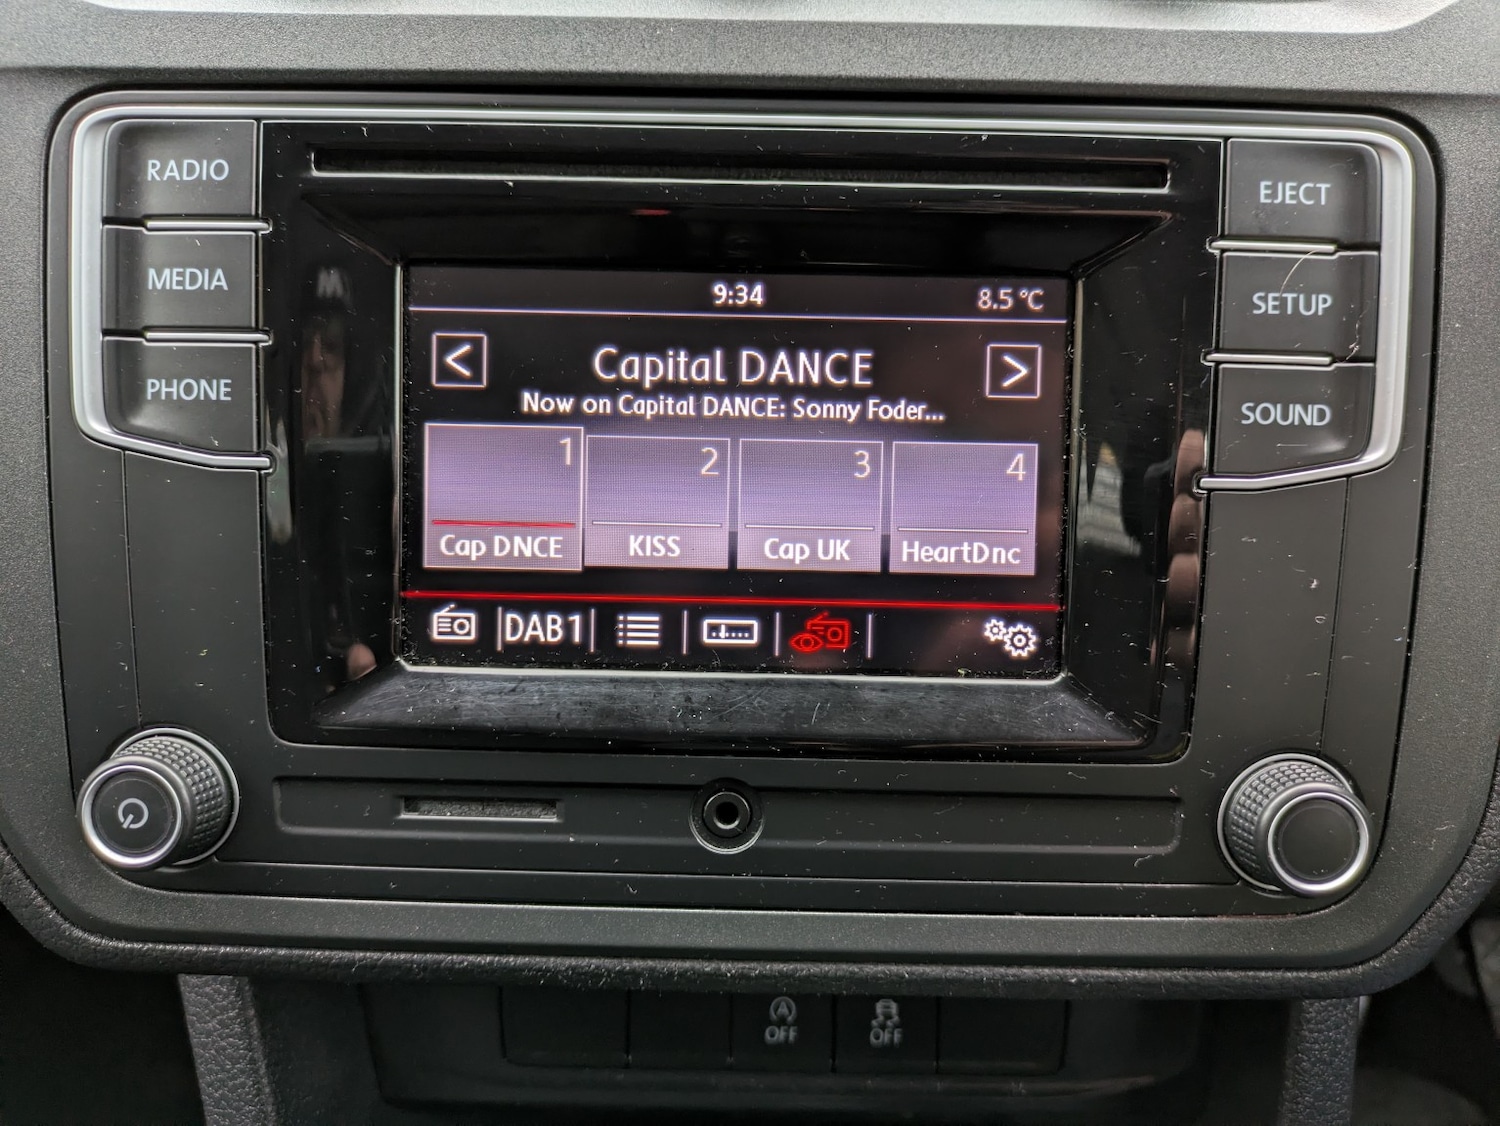 RADIO
MEDIA
PHONE
EJECT
SETUP
SOUND
9:34
8.5 °C
<
Capital DANCE
>
Now on Capital DANCE: Sonny Foder...
1
2
3
4
Cap DNCE
KISS
Cap UK
HeartDnc
DAB1
A
OFF
OFF